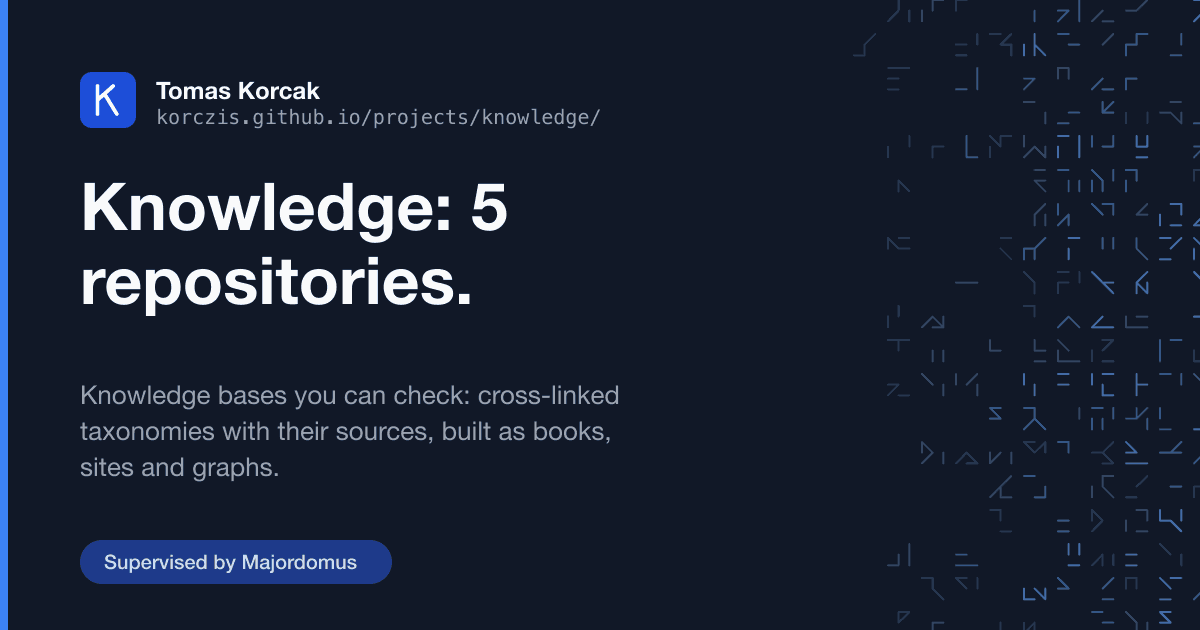 K
Tomas Korcak
korczis.github.io/projects/knowledge/
Knowledge: 5
repositories.
Knowledge bases you can check: cross-linked
taxonomies with their sources, built as books,
sites and graphs.
Supervised by Majordomus